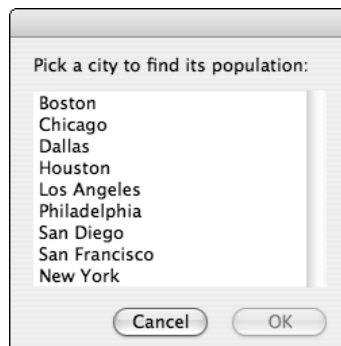 Pick a city to find its population:
Boston
Chicago
Dallas
Houston
Los Angeles
Philadelphia
San Diego
San Francisco
New York
Cancel OK